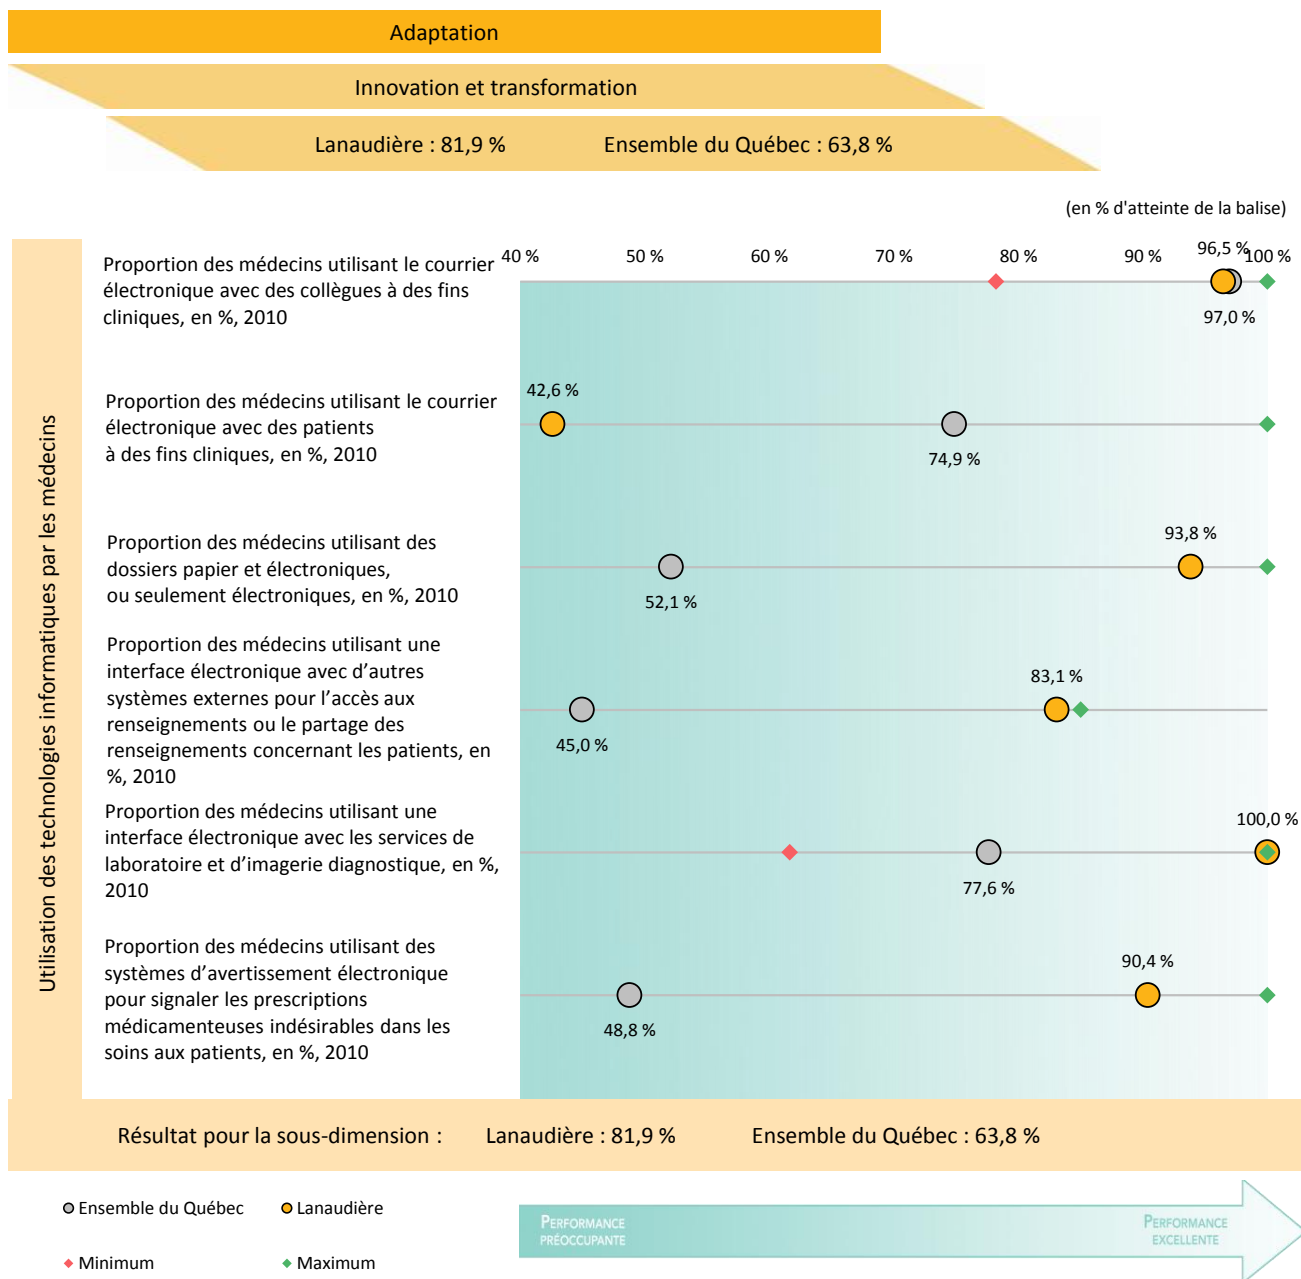 Adaptation
Innovation et transformation
Lanaudière : 81,9 % Ensemble du Québec : 63,8 %
(en % d'atteinte de la balise)
40 % 50 % 60 % 70 % 80 % 90 % 100 %
Utilisation des technologies informatiques par les médecins
Proportion des médecins utilisant le courrier
électronique avec des collègues à des fins
cliniques, en %, 2010
96,5 %
97,0 %
Proportion des médecins utilisant le courrier
électronique avec des patients
à des fins cliniques, en %, 2010
42,6 %
74,9 %
Proportion des médecins utilisant des
dossiers papier et électroniques,
ou seulement électroniques, en %, 2010
93,8 %
52,1 %
Proportion des médecins utilisant une
interface électronique avec d’autres
systèmes externes pour l’accès aux
renseignements ou le partage des
renseignements concernant les patients, en
%, 2010
83,1 %
45,0 %
Proportion des médecins utilisant une
interface électronique avec les services de
laboratoire et d’imagerie diagnostique, en %,
2010
100,0 %
77,6 %
Proportion des médecins utilisant des
systèmes d’avertissement électronique
pour signaler les prescriptions
médicamenteuses indésirables dans les
soins aux patients, en %, 2010
90,4 %
48,8 %
Résultat pour la sous-dimension : Lanaudière : 81,9 % Ensemble du Québec : 63,8 %
Ensemble du Québec Lanaudière
Minimum Maximum
PERFORMANCE
PRÉOCCUPANTE
PERFORMANCE
EXCELLENTE